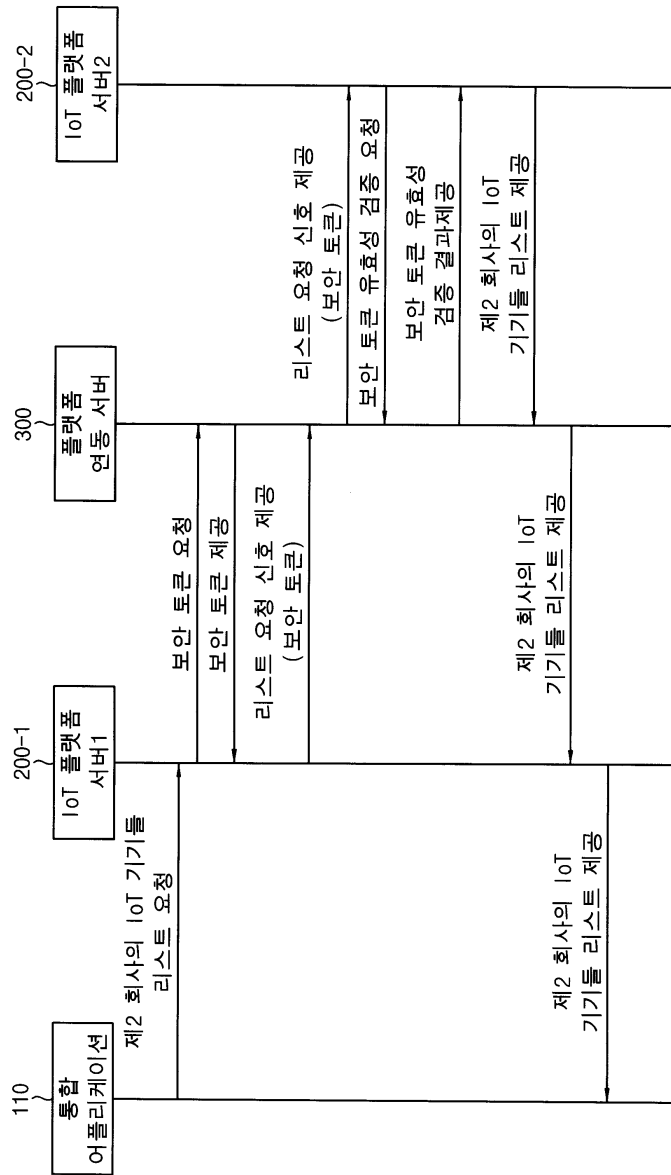 110
통합
어플리케이션
200-1
IoT 플랫폼
서버1
300
플랫폼
연동 서버
200-2
IoT 플랫폼
서버2
제2 회사의 IoT 기기들
리스트 요청
보안 토큰 요청
보안 토큰 제공
리스트 요청 신호 제공
(보안 토큰)
리스트 요청 신호 제공
(보안 토큰)
보안 토큰 유효성 검증 요청
보안 토큰 유효성
검증 결과제공
제2 회사의 IoT
기기들 리스트 제공
제2 회사의 IoT
기기들 리스트 제공
제2 회사의 IoT
기기들 리스트 제공